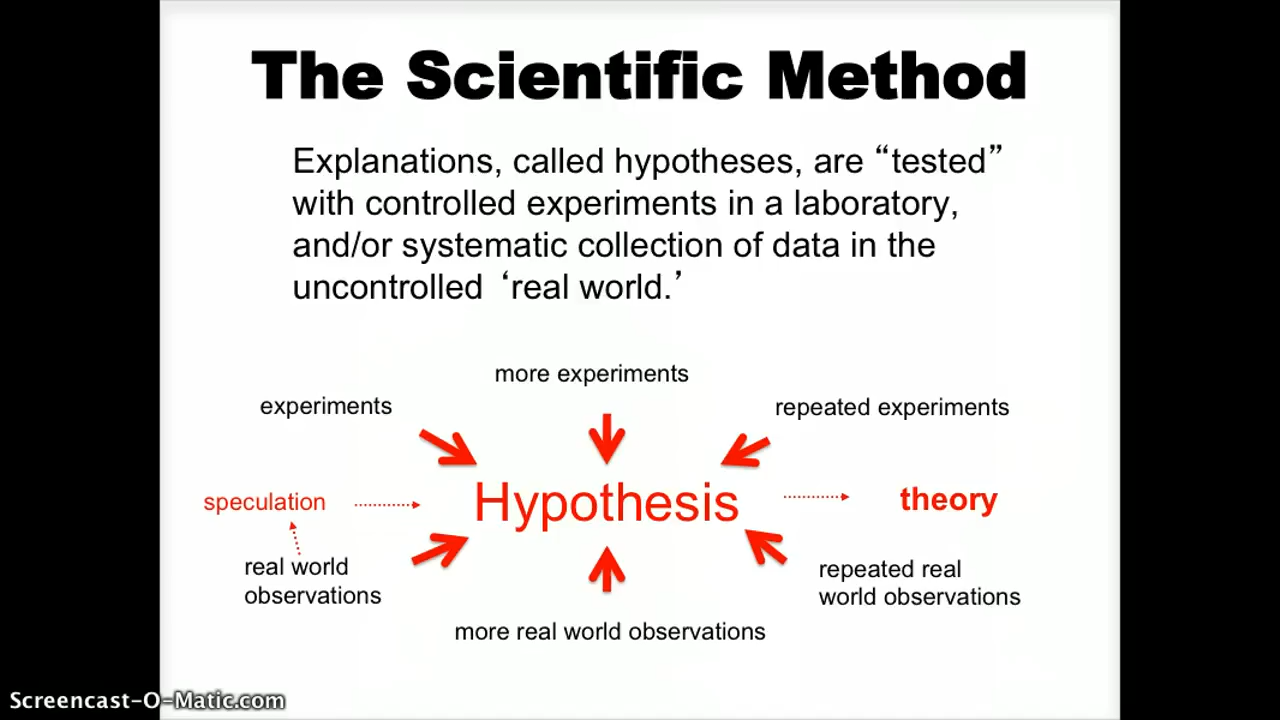 The Scientific Method
Explanations, called hypotheses, are “tested”
with controlled experiments in a laboratory,
and/or systematic collection of data in the
uncontrolled ‘real world.’
more experiments
experiments
repeated experiments
speculation
Hypothesis
theory
real world
observations
repeated real
world observations
more real world observations
Screencast-O-Matic.com